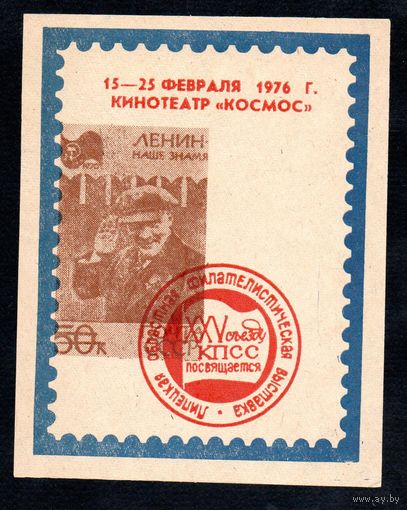 15—25 ФЕВРАЛЯ 1976 Г.
КИНОТЕАТР «КОСМОС»
ЛЕНИН-
НАШЕ ЗНАМЯ
50к
ЛИПЕЦКАЯ ОБЛАСТНАЯ ФИЛАТЕЛИСТИЧЕСКАЯ ВЫСТАВКА
XXV съезду
КПСС
посвящается
www.ay.by